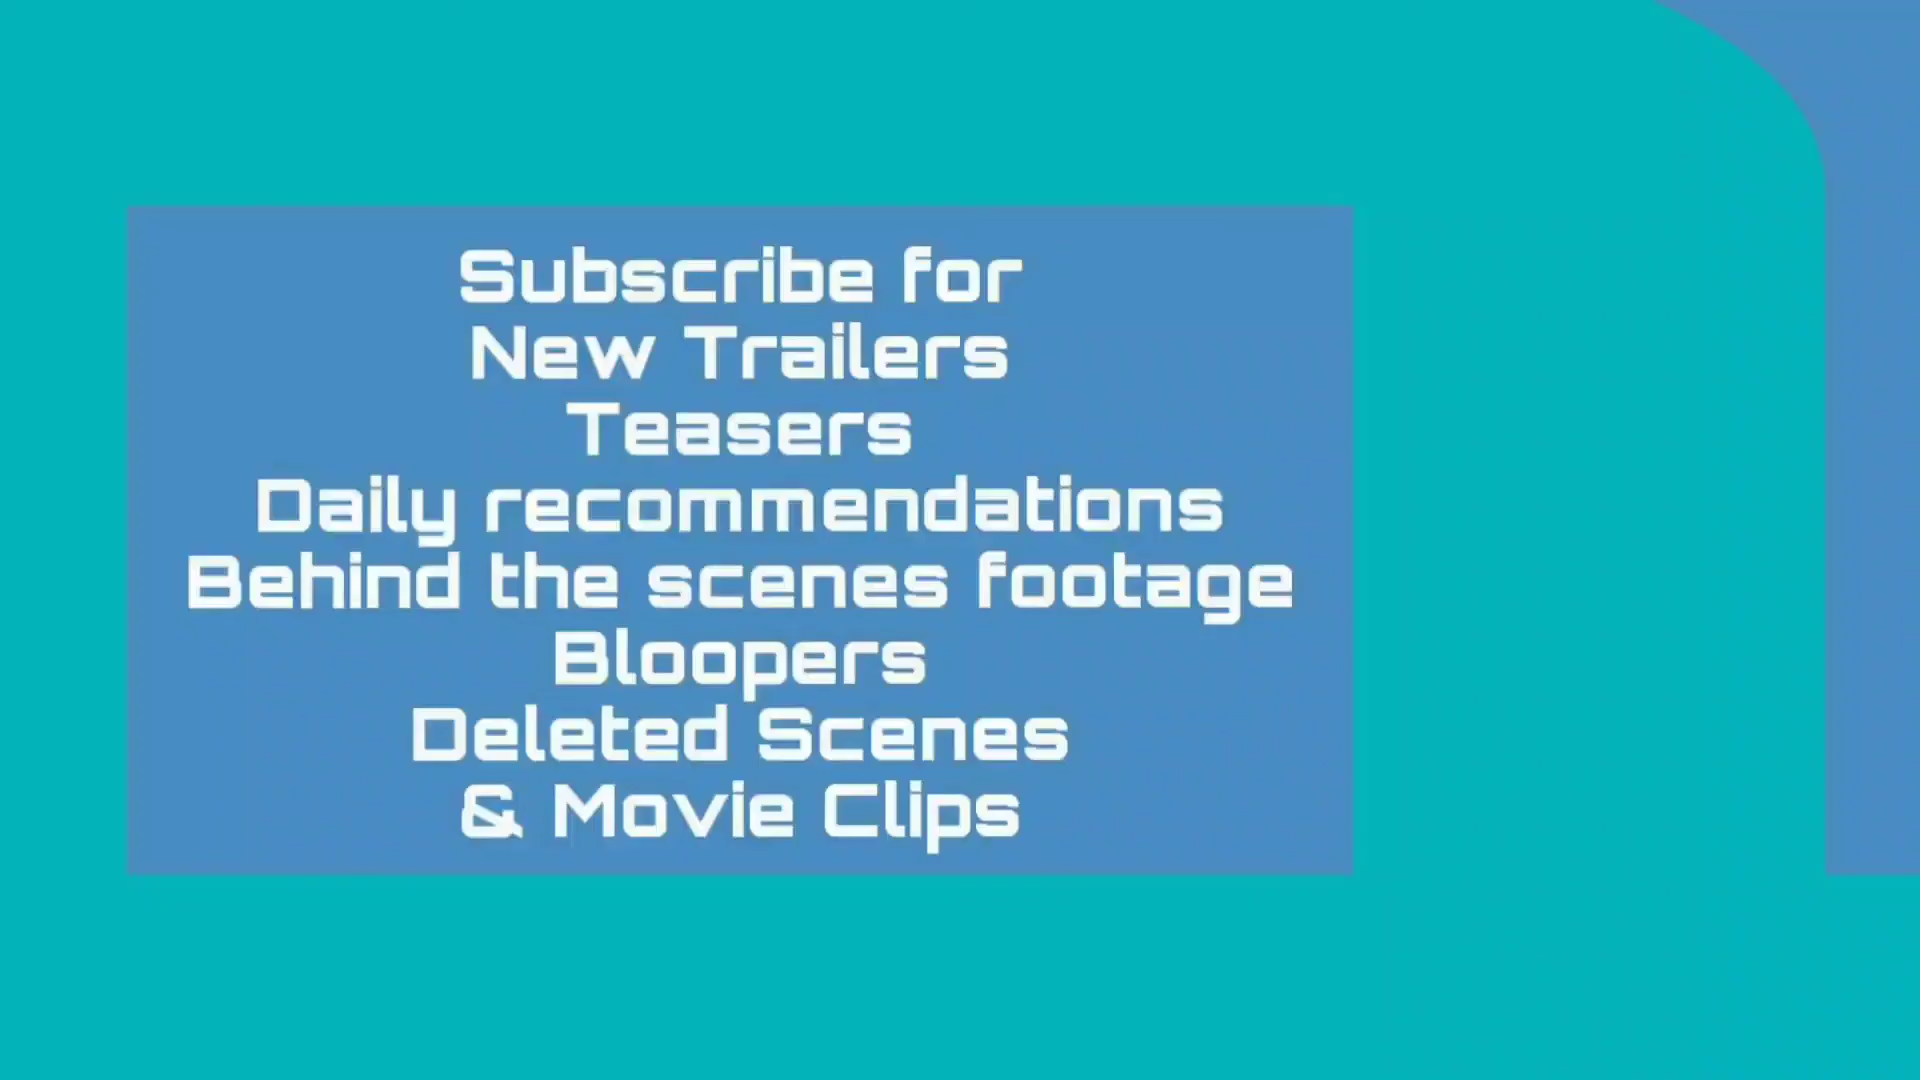 Subscribe for
New Trailers
Teasers
Daily recommendations
Behind the scenes footage
Bloopers
Deleted Scenes
& Movie Clips